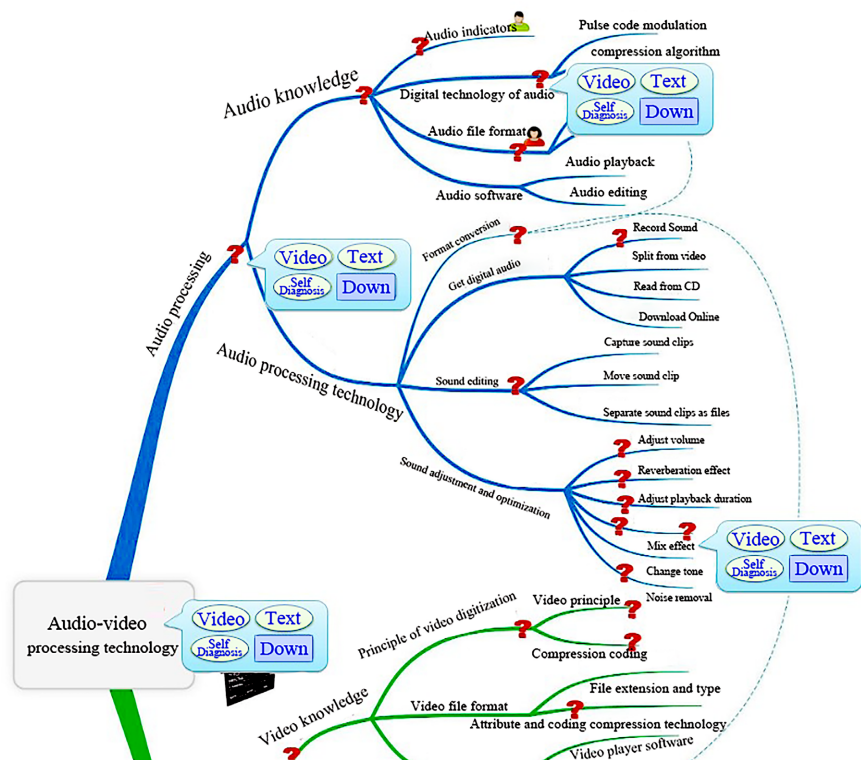 Audio indicators
Pulse code modulation
compression algorithm
Audio knowledge
Digital technology of audio
Video Text
Self
Diagnosis
Down
Audio file format
Audio playback
Audio software
Audio editing
Format conversion
Record Sound
Audio processing
Video Text
Self
Diagnosis
Down
Get digital audio
Split from video
Read from CD
Download Online
Audio processing technology
Capture sound clips
Sound editing
Move sound clip
Separate sound clips as files
Sound adjustment and optimization
Adjust volume
Reverberation effect
Adjust playback duration
Mix effect
Video Text
Self
Diagnosis
Down
Change tone
Noise removal
Audio-video
processing technology
Video Text
Self
Diagnosis
Down
Principle of video digitization
Video principle
Compression coding
Video knowledge
Video file format
File extension and type
Attribute and coding compression technology
Video player software